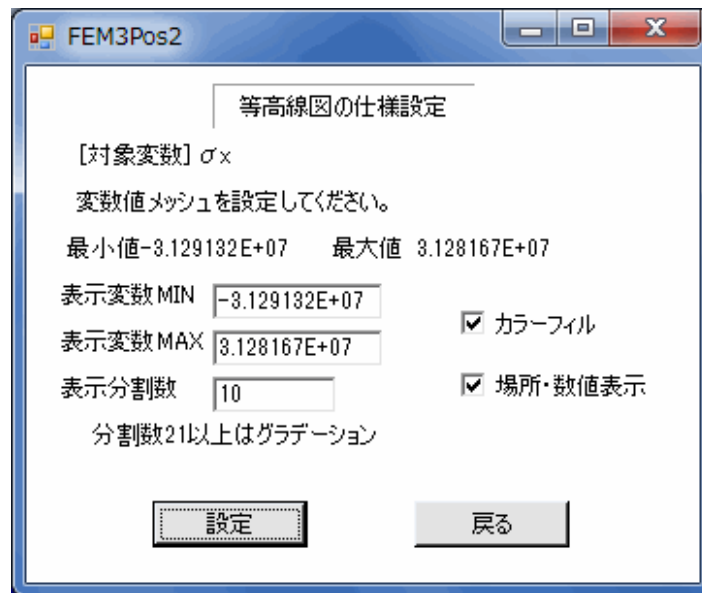 FEM3Pos2
等高線図の仕様設定
[対象変数] σx
変数値メッシュを設定してください。
最小値-3.129132E+07 最大値 3.128167E+07
表示変数MIN -3.129132E+07
表示変数MAX 3.128167E+07
カラーフィル
表示分割数 10
場所・数値表示
分割数21以上はグラデーション
設定 戻る